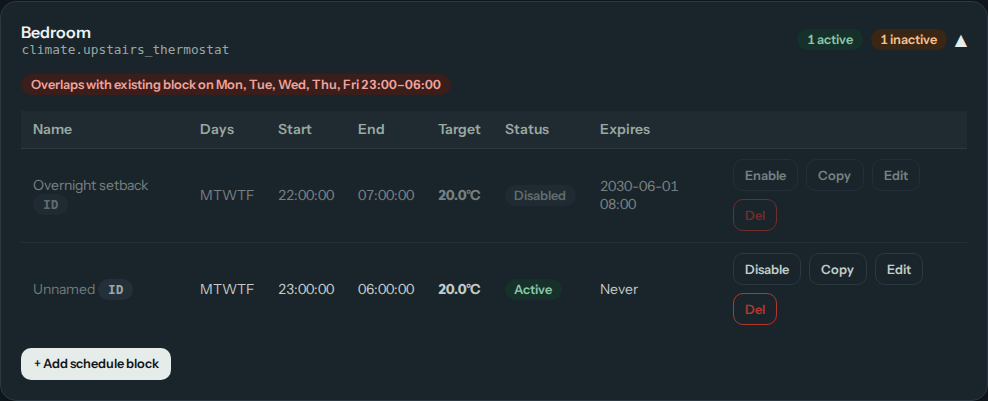 Bedroom
climate.upstairs_thermostat
1 active
1 inactive
▲
Overlaps with existing block on Mon, Tue, Wed, Thu, Fri 23:00–06:00
Name Days Start End Target Status Expires
Overnight setback
ID
MTWTF 22:00:00 07:00:00 20.0°C Disabled
2030-06-01
08:00
Enable Copy Edit
Del
Unnamed ID MTWTF 23:00:00 06:00:00 20.0°C Active Never
Disable Copy Edit
Del
+ Add schedule block